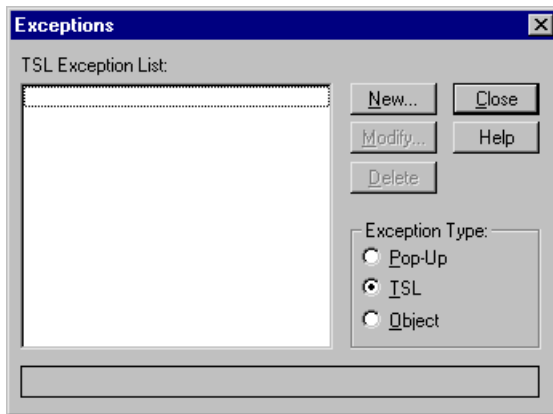 Exceptions
TSL Exception List:
New...
Close
Modify...
Help
Delete
Exception Type:
Pop-Up
TSL
Object